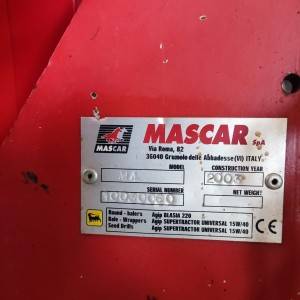 MASCAR
MASCAR SpA
Via Roma, 82
36040 Grumolo delle Abbadesse (VI) ITALY
MODEL
CONSTRUCTION YEAR
2003
SERIAL NUMBER
NET WEIGHT
Round - balers Agip BLASIA 220
Bale - Wrappers Agip SUPERTRACTOR UNIVERSAL 15W/40
Seed Drills Agip SUPERTRACTOR UNIVERSAL 15W/40
CE